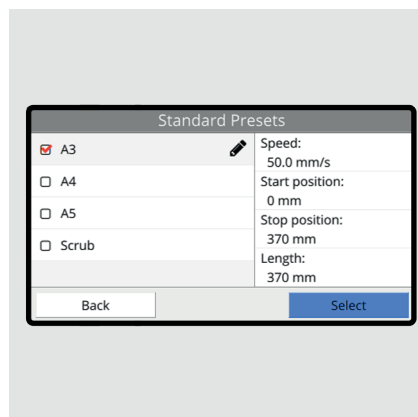 Standard Presets
A3
A4
A5
Scrub
Speed:
50.0 mm/s
Start position:
0 mm
Stop position:
370 mm
Length:
370 mm
Back
Select